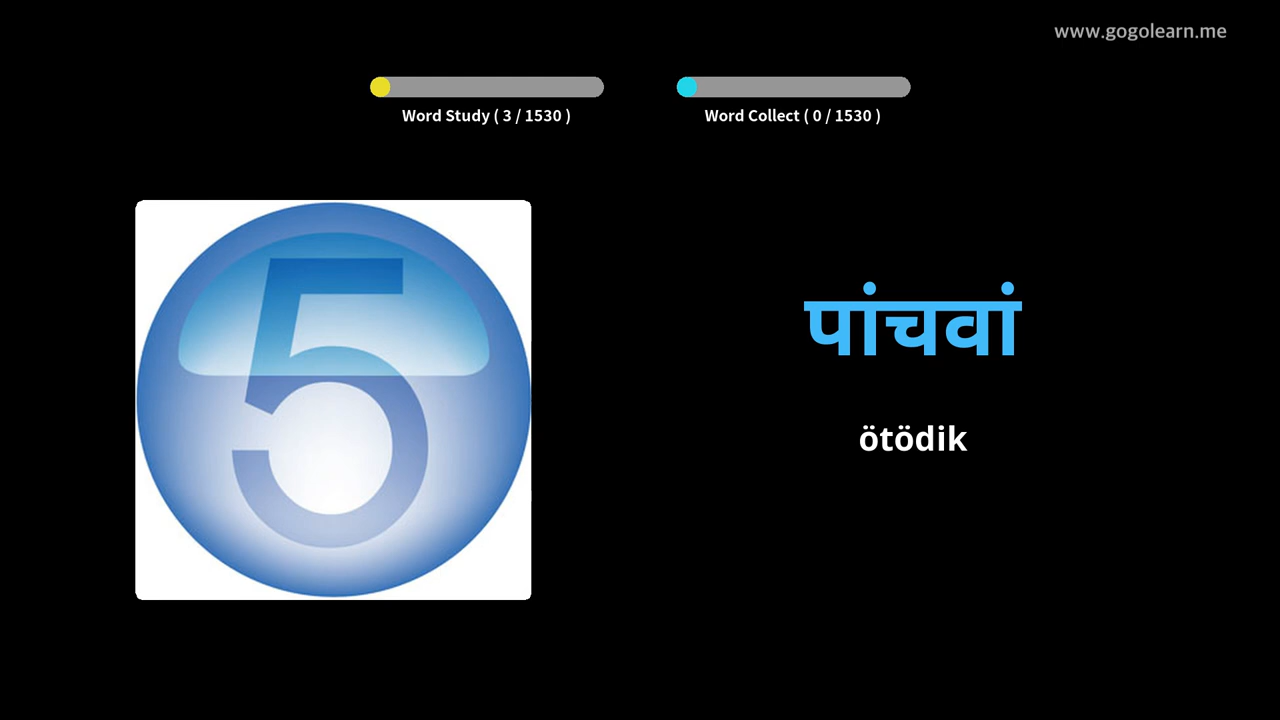 www.gogolearn.me
Word Study ( 3 / 1530 )
Word Collect ( 0 / 1530 )
5
पांचवां
ötödik